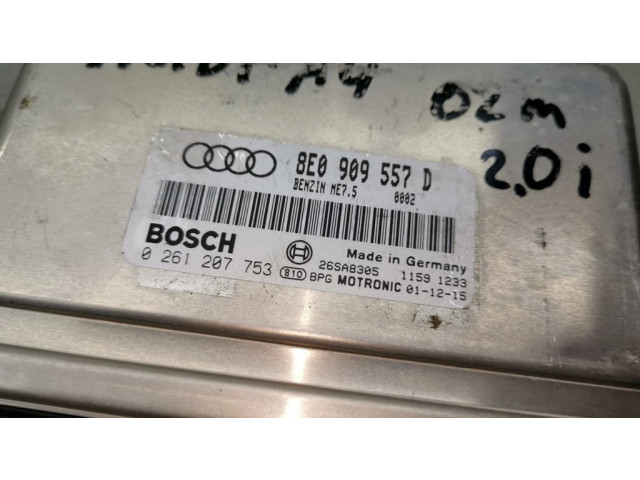 Audi A4 02m
2.0i
8E0 909 557 D
BENZIN ME7.5 0002
BOSCH
Made in Germany
0 261 207 753
26SA8305 1159 1233
810 BPG MOTRONIC 01-12-15